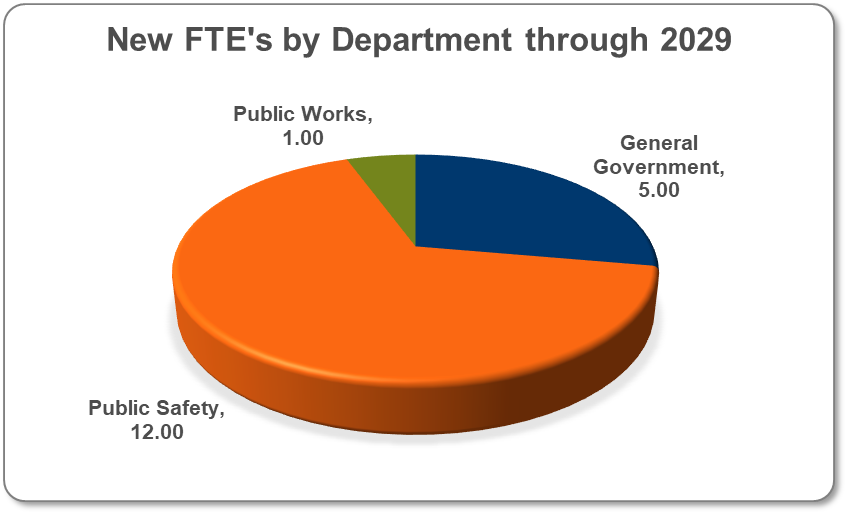 New FTE's by Department through 2029
Public Works,
1.00
General
Government,
5.00
Public Safety,
12.00